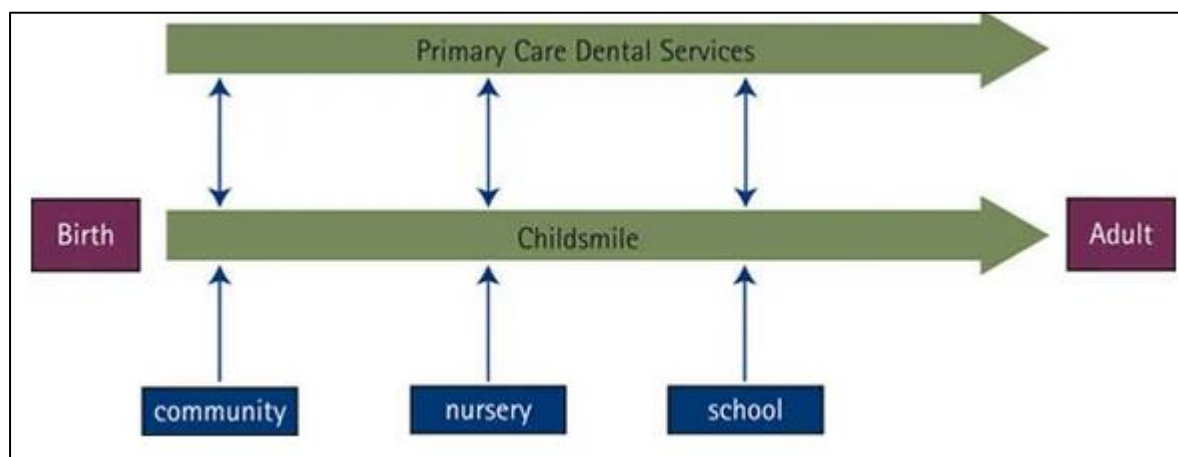 Primary Care Dental Services
Birth
Childsmile
Adult
community
nursery
school